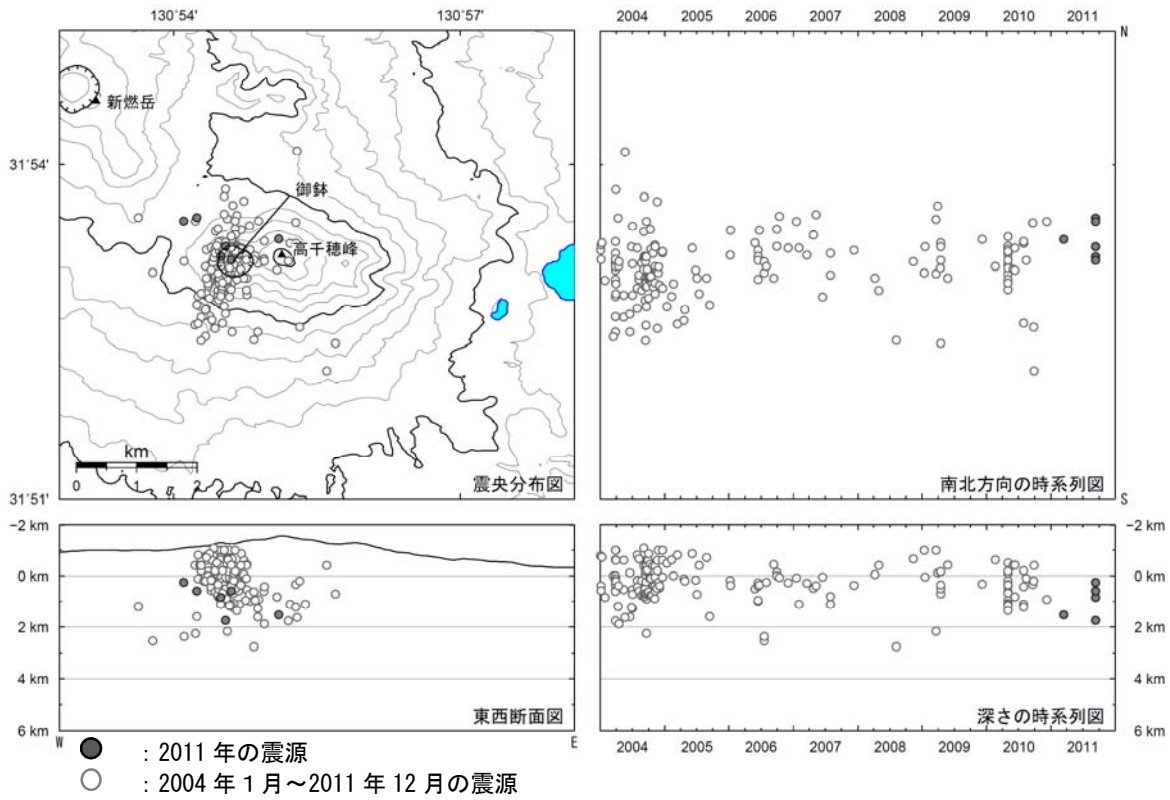 130˚54' 130˚57'
2004 2005 2006 2007 2008 2009 2010 2011
N
新燃岳
31˚54'
御鉢
高千穂峰
km
0 1 2
震央分布図
31˚51'
南北方向の時系列図
S
-2 km
0 km
2 km
4 km
6 km
東西断面図
W E
-2 km
0 km
2 km
4 km
6 km
深さの時系列図
2004 2005 2006 2007 2008 2009 2010 2011
：2011 年の震源
：2004 年 1 月～2011 年 12 月の震源